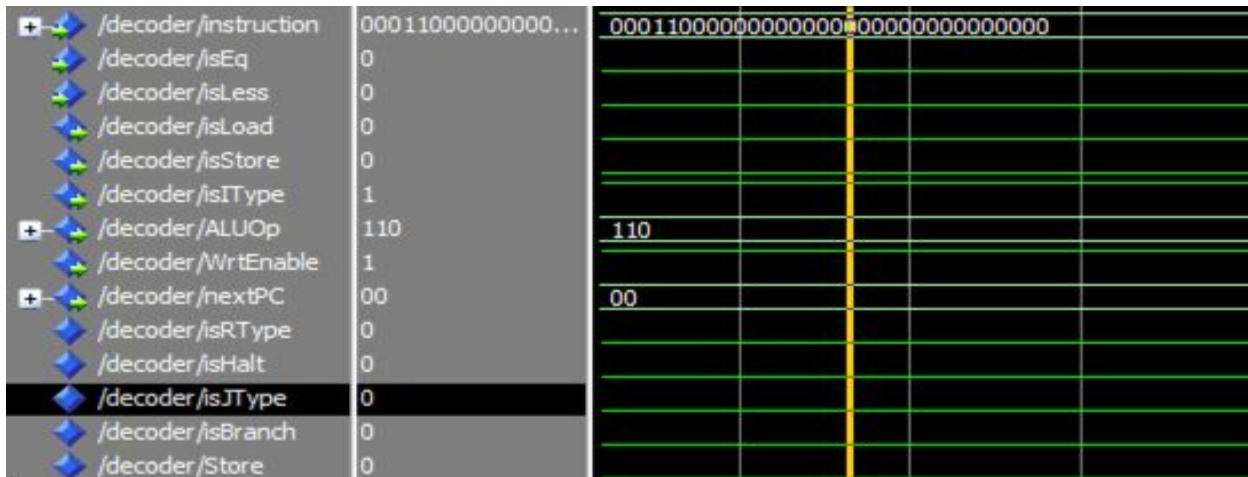 /decoder/instruction 00011000000000... 00011000000000000000000000000000
/decoder/isEq 0
/decoder/isLess 0
/decoder/isLoad 0
/decoder/isStore 0
/decoder/isIType 1
/decoder/ALUOp 110 110
/decoder/WrtEnable 1
/decoder/nextPC 00 00
/decoder/isRType 0
/decoder/isHalt 0
/decoder/isJType 0
/decoder/isBranch 0
/decoder/Store 0